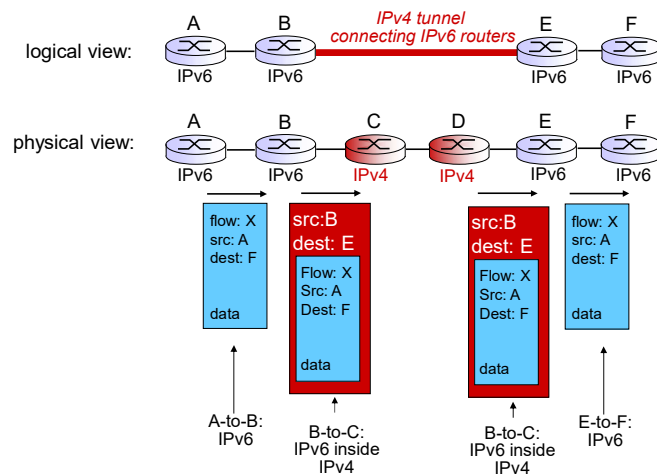 A B IPv4 tunnel E F
connecting IPv6 routers
logical view:
IPv6 IPv6 IPv6 IPv6
A B C D E F
physical view:
IPv6 IPv6 IPv4 IPv4 IPv6 IPv6
flow: X
src: A
dest: F
data
src:B
dest: E
Flow: X
Src: A
Dest: F
data
src:B
dest: E
Flow: X
Src: A
Dest: F
data
flow: X
src: A
dest: F
data
A-to-B:
IPv6
B-to-C:
IPv6 inside
IPv4
B-to-C:
IPv6 inside
IPv4
E-to-F:
IPv6